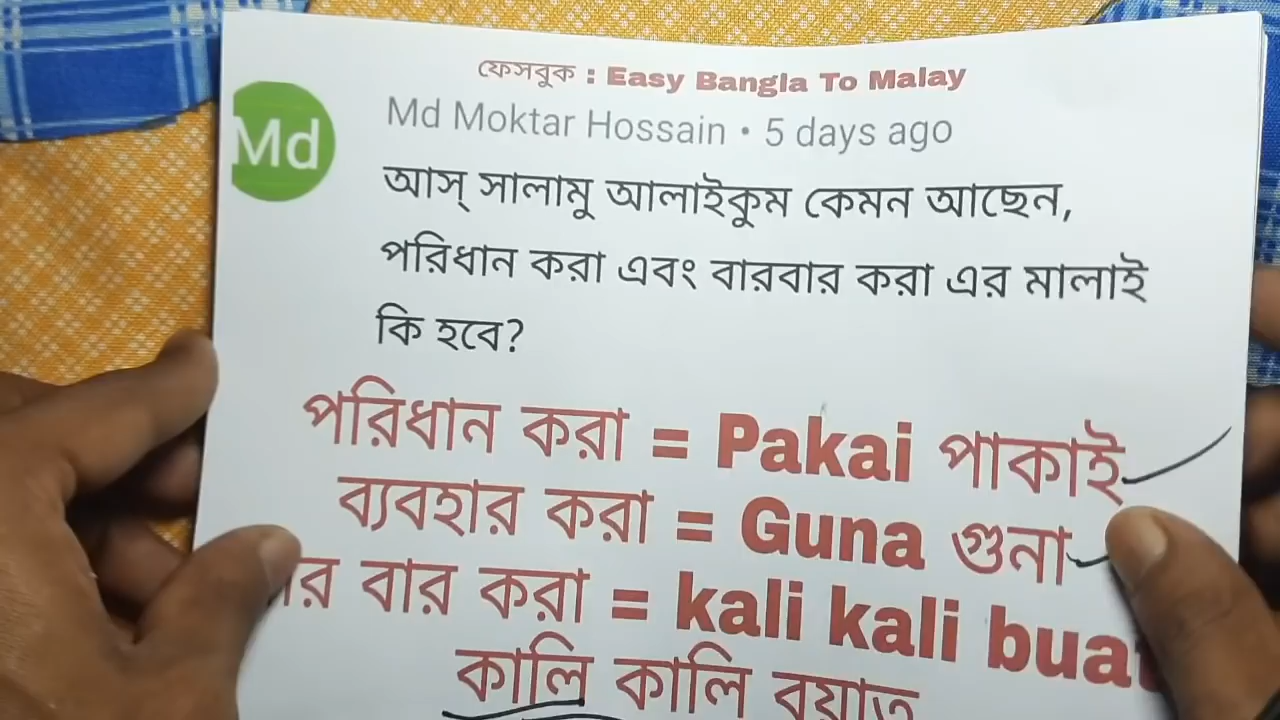 ফেসবুক : Easy Bangla To Malay
Md
Md Moktar Hossain • 5 days ago
আস্ সালামু আলাইকুম কেমন আছেন,
পরিধান করা এবং বারবার করা এর মালাই
কি হবে?
পরিধান করা = Pakai পাকাই
ব্যবহার করা = Guna গুনা
বার করা = kali kali
কালি কালি বুয়াত